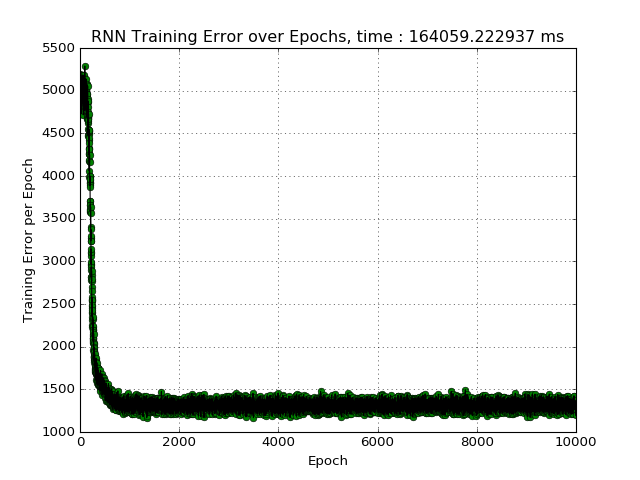 RNN Training Error over Epochs, time : 164059.222937 ms
5500
5000
4500
4000
3500
3000
2500
2000
1500
1000
Training Error per Epoch
0 2000 4000 6000 8000 10000
Epoch